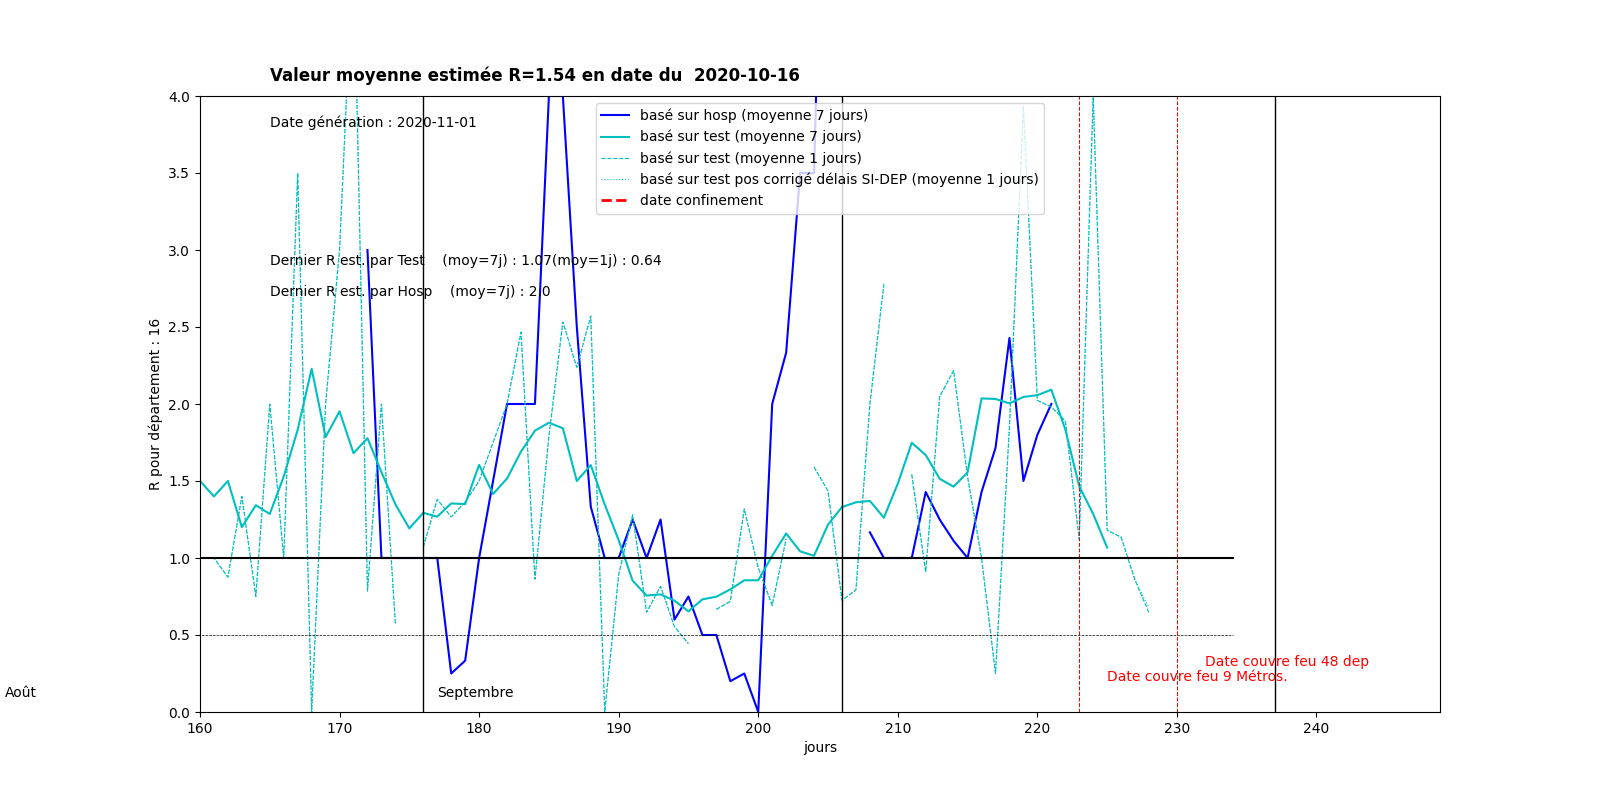 Valeur moyenne estimée R=1.54 en date du  2020-10-16
4.0
Date génération : 2020-11-01
basé sur hosp (moyenne 7 jours)
basé sur test (moyenne 7 jours)
basé sur test (moyenne 1 jours)
basé sur test pos corrigé délais SI-DEP (moyenne 1 jours)
date confinement
3.5
3.0
Dernier R est. par Test    (moy=7j) : 1.07(moy=1j) : 0.64
Dernier R est. par Hosp    (moy=7j) : 2.0
2.5
R pour département : 16
2.0
1.5
1.0
0.5
Date couvre feu 48 dep
Date couvre feu 9 Métros.
Août
Septembre
0.0
160 170 180 190 200 210 220 230 240
jours